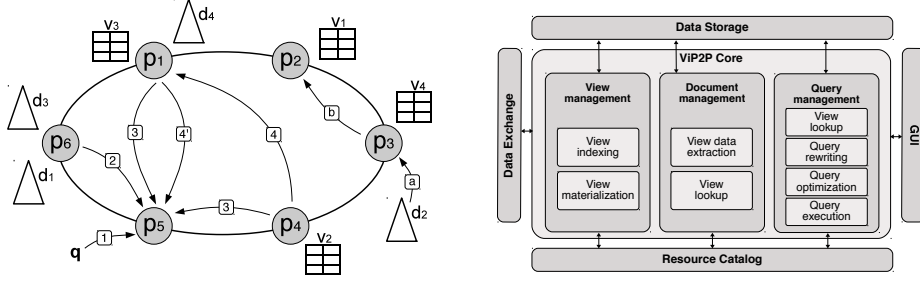 d4
v3
v1
p1
p2
v4
d3
b
3
4'
4
p6
p3
2
a
d1
3
d2
p5
p4
1
q
v2
Data Storage
ViP2P Core
Data Exchange
GUI
View
management
View
indexing
View
materialization
Document
management
View data
extraction
View
lookup
Query
management
View
lookup
Query
rewriting
Query
optimization
Query
execution
Resource Catalog